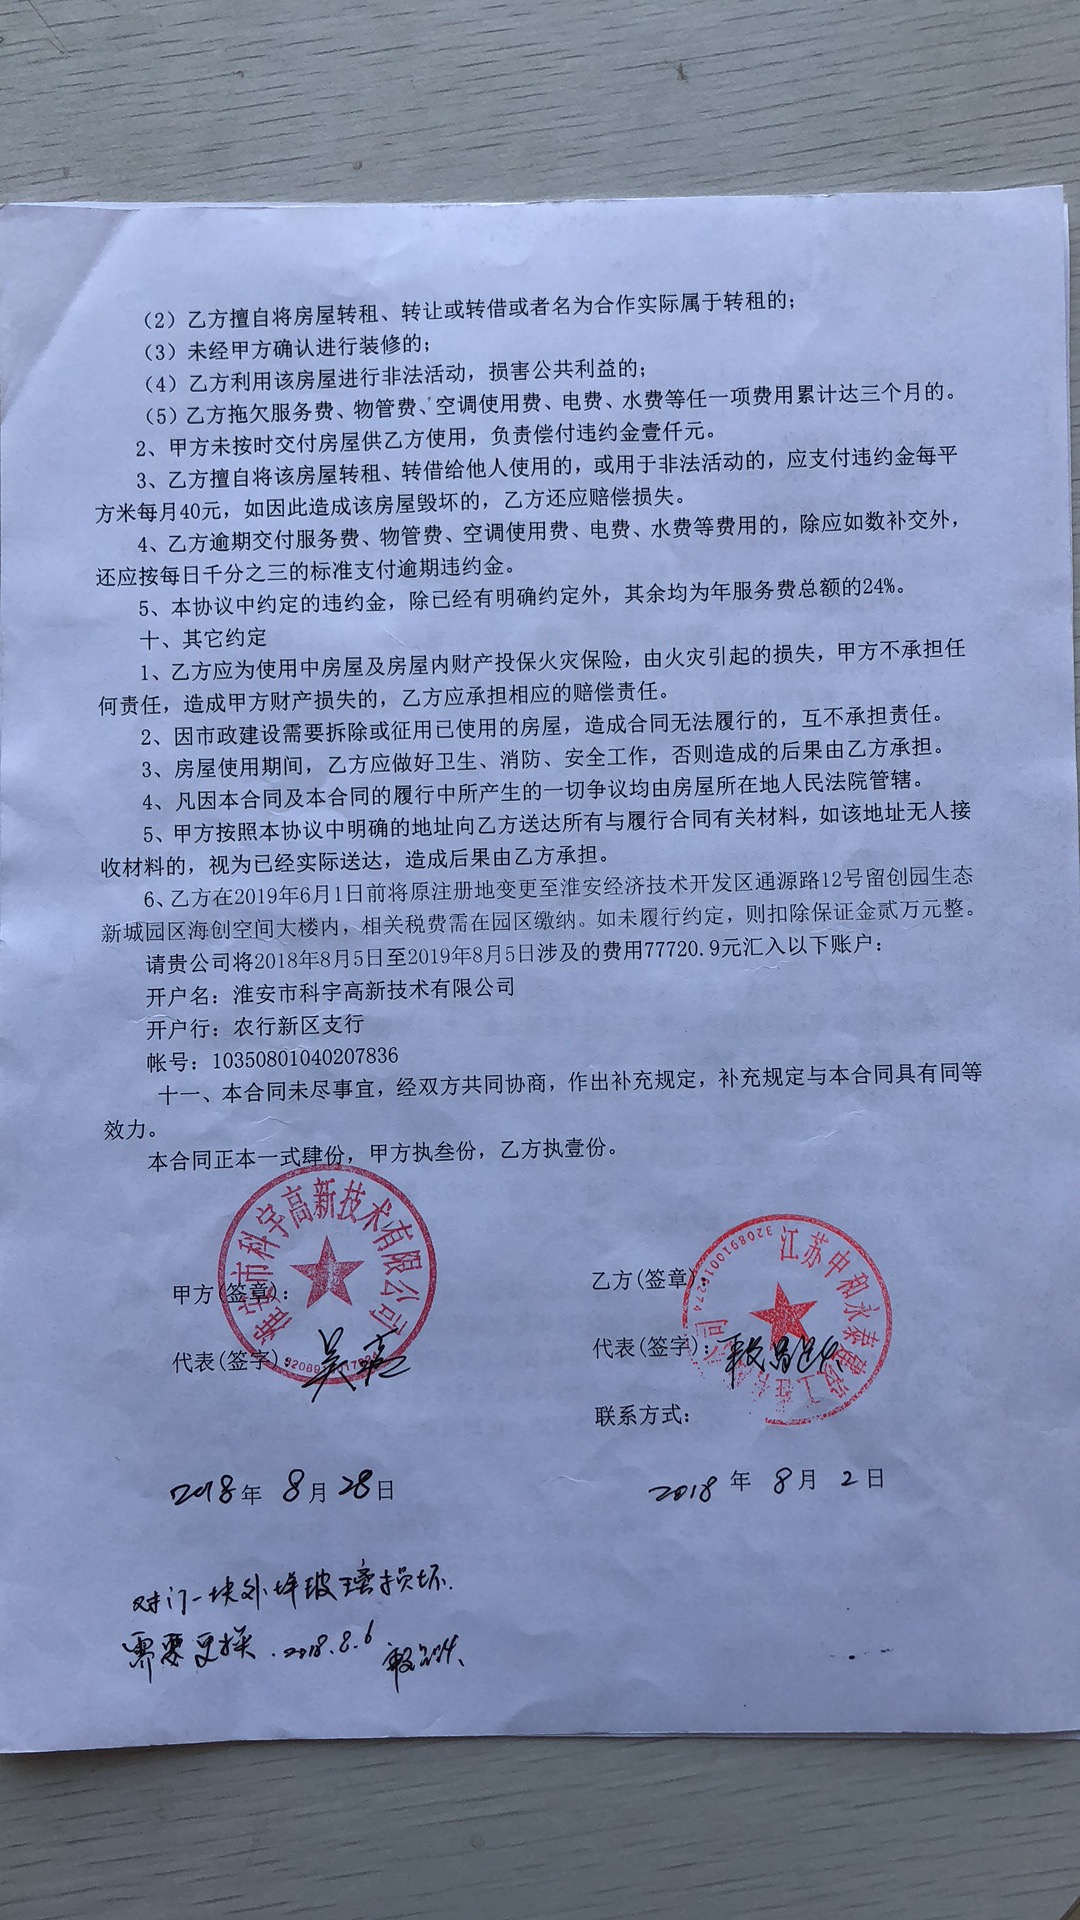 （2）乙方擅自将房屋转租、转让或转借或者名为合作实际属于转租的；
（3）未经甲方确认进行装修的；
（4）乙方利用该房屋进行非法活动，损害公共利益的；
（5）乙方拖欠服务费、物管费、空调使用费、电费、水费等任一项费用累计达三个月的。
2、甲方未按时交付房屋供乙方使用，负责偿付违约金壹仟元。
3、乙方擅自将该房屋转租、转借给他人使用的，或用于非法活动的，应支付违约金每平
方米每月40元，如因此造成该房屋毁坏的，乙方还应赔偿损失。
4、乙方逾期交付服务费、物管费、空调使用费、电费、水费等费用的，除应如数补交外，
还应按每日千分之三的标准支付逾期违约金。
5、本协议中约定的违约金，除已经有明确约定外，其余均为年服务费总额的24%。
十、其它约定
1、乙方应为使用中房屋及房屋内财产投保火灾保险，由火灾引起的损失，甲方不承担任
何责任，造成甲方财产损失的，乙方应承担相应的赔偿责任。
2、因市政建设需要拆除或征用已使用的房屋，造成合同无法履行的，互不承担责任。
3、房屋使用期间，乙方应做好卫生、消防、安全工作，否则造成的后果由乙方承担。
4、凡因本合同及本合同的履行中所产生的一切争议均由房屋所在地人民法院管辖。
5、甲方按照本协议中明确的地址向乙方送达所有与履行合同有关材料，如该地址无人接
收材料的，视为已经实际送达，造成后果由乙方承担。
6、乙方在2019年6月1日前将原注册地变更至淮安经济技术开发区通源路12号留创园生态
新城园区海创空间大楼内，相关税费需在园区缴纳。如未履行约定，则扣除保证金贰万元整。
请贵公司将2018年8月5日至2019年8月5日涉及的费用77720.9元汇入以下账户：
开户名：淮安市科宇高新技术有限公司
开户行：农行新区支行
帐号：10350801040207836
十一、本合同未尽事宜，经双方共同协商，作出补充规定，补充规定与本合同具有同等
效力。
本合同正本一式肆份，甲方执叁份，乙方执壹份。
淮安市科宇高新技术有限公司
江苏中和永泰建设工程有限公司
甲方(签章)：
乙方(签章)：
代表(签字)：
代表(签字)：
联系方式：
2018年 8月28日
2018年 8月 2日
对门一块外墙玻璃损坏.
需要更换.2018.8.6